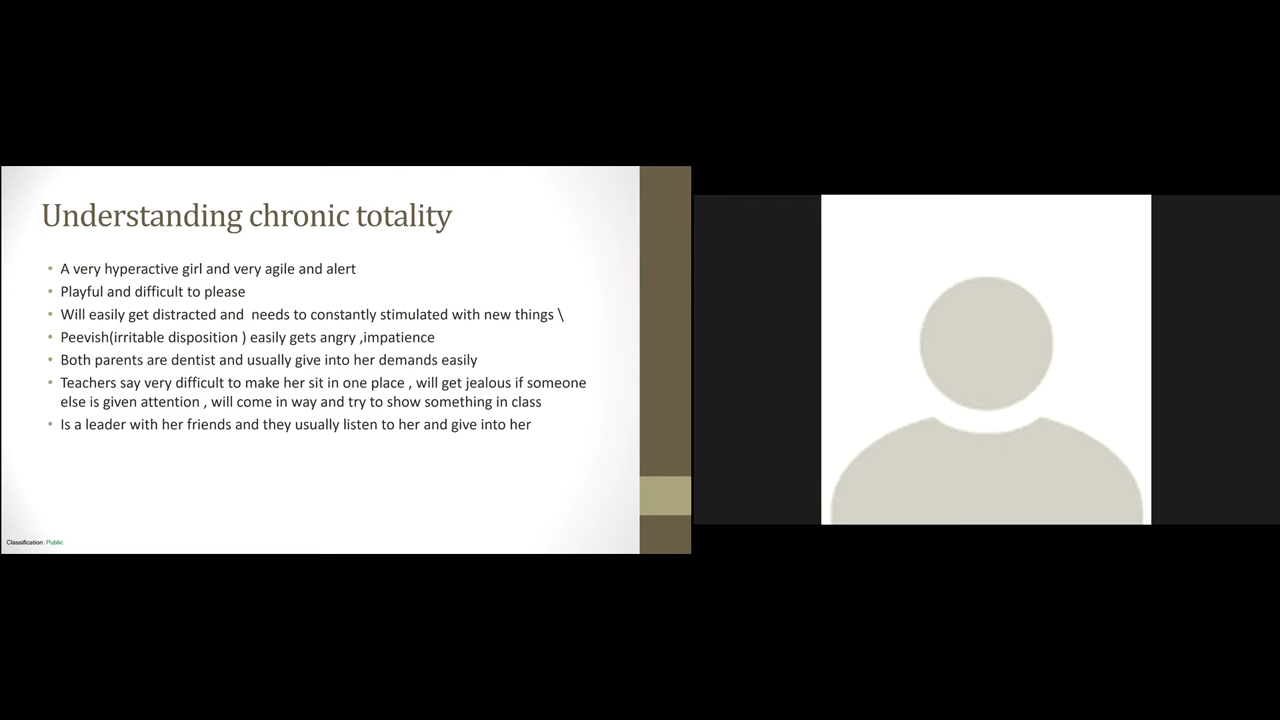 Understanding chronic totality
• A very hyperactive girl and very agile and alert
• Playful and difficult to please
• Will easily get distracted and  needs to constantly stimulated with new things \
• Peevish(irritable disposition ) easily gets angry ,impatience
• Both parents are dentist and usually give into her demands easily
• Teachers say very difficult to make her sit in one place , will get jealous if someone
else is given attention , will come in way and try to show something in class
• Is a leader with her friends and they usually listen to her and give into her
Classification: Public